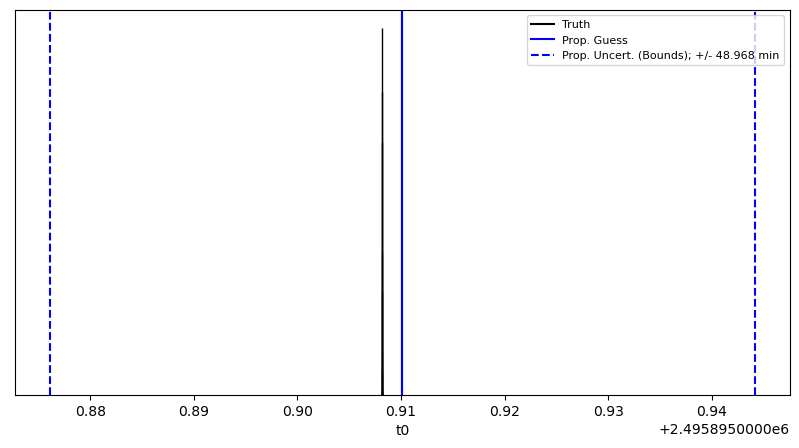 Truth
Prop. Guess
Prop. Uncert. (Bounds); +/- 48.968 min
0.88 0.89 0.90 0.91 0.92 0.93 0.94
t0
+2.4958950000e6